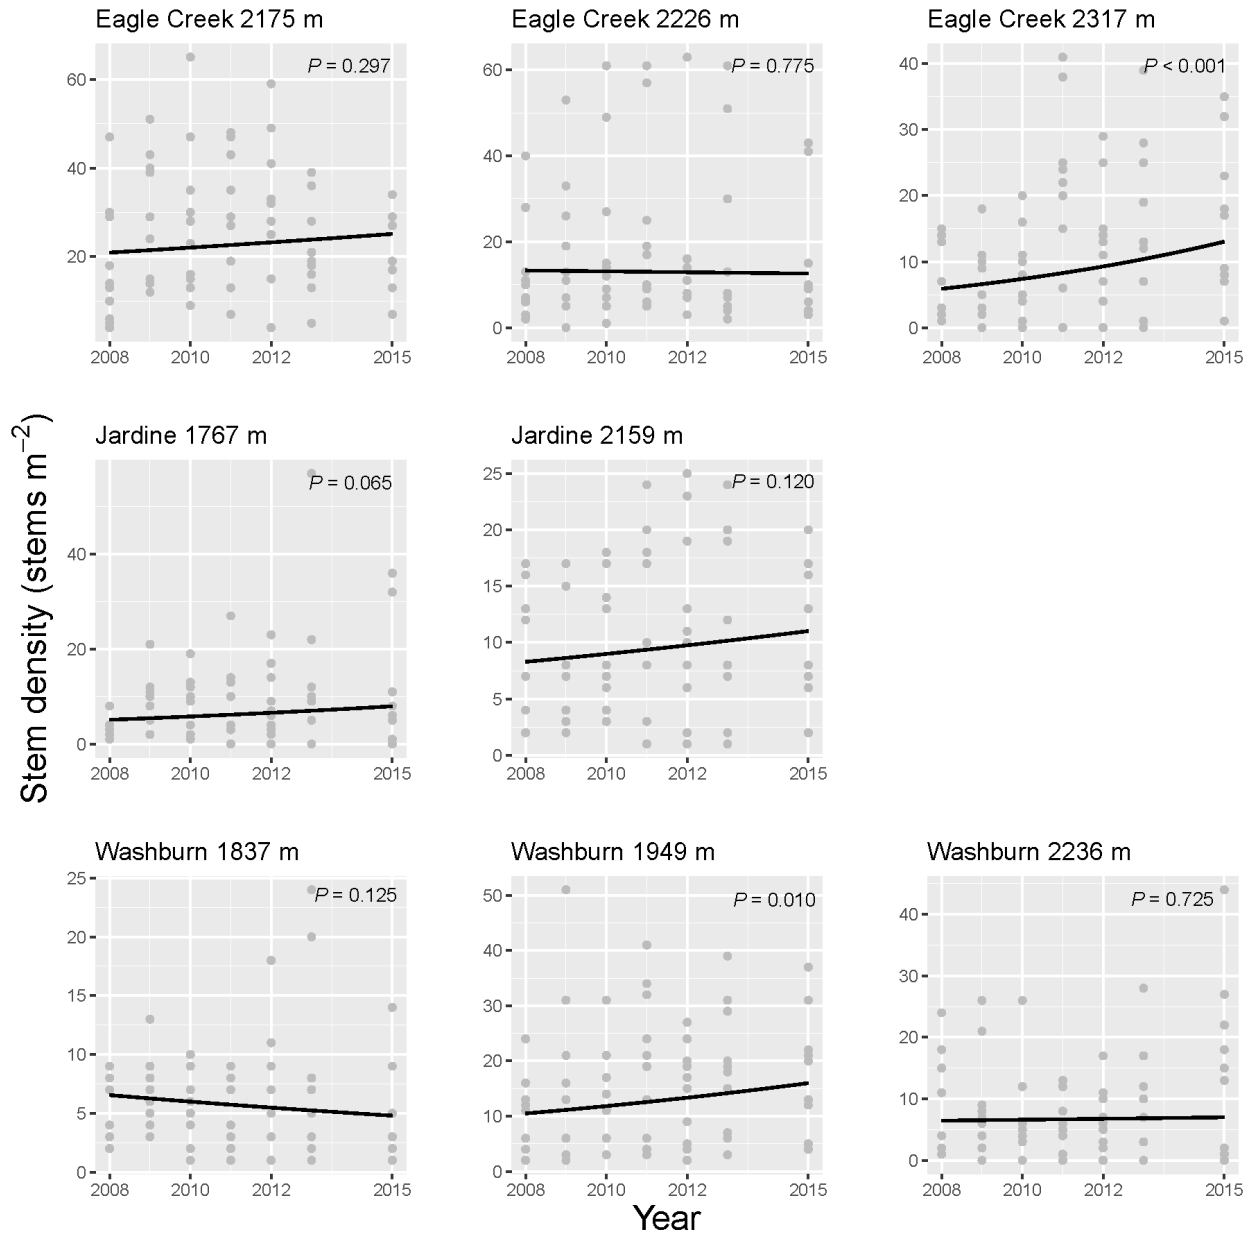 Eagle Creek 2175 m
Eagle Creek 2226 m
Eagle Creek 2317 m
P = 0.297
P = 0.775
P < 0.001
60
40
20
2008 2010 2012 2015
60
40
20
0
2008 2010 2012 2015
40
30
20
10
0
2008 2010 2012 2015
Stem density (stems m⁻²)
Jardine 1767 m
Jardine 2159 m
P = 0.065
P = 0.120
40
20
0
2008 2010 2012 2015
25
20
15
10
5
0
2008 2010 2012 2015
Washburn 1837 m
Washburn 1949 m
Washburn 2236 m
P = 0.125
P = 0.010
P = 0.725
25
20
15
10
5
0
2008 2010 2012 2015
50
40
30
20
10
0
2008 2010 2012 2015
40
30
20
10
0
2008 2010 2012 2015
Year